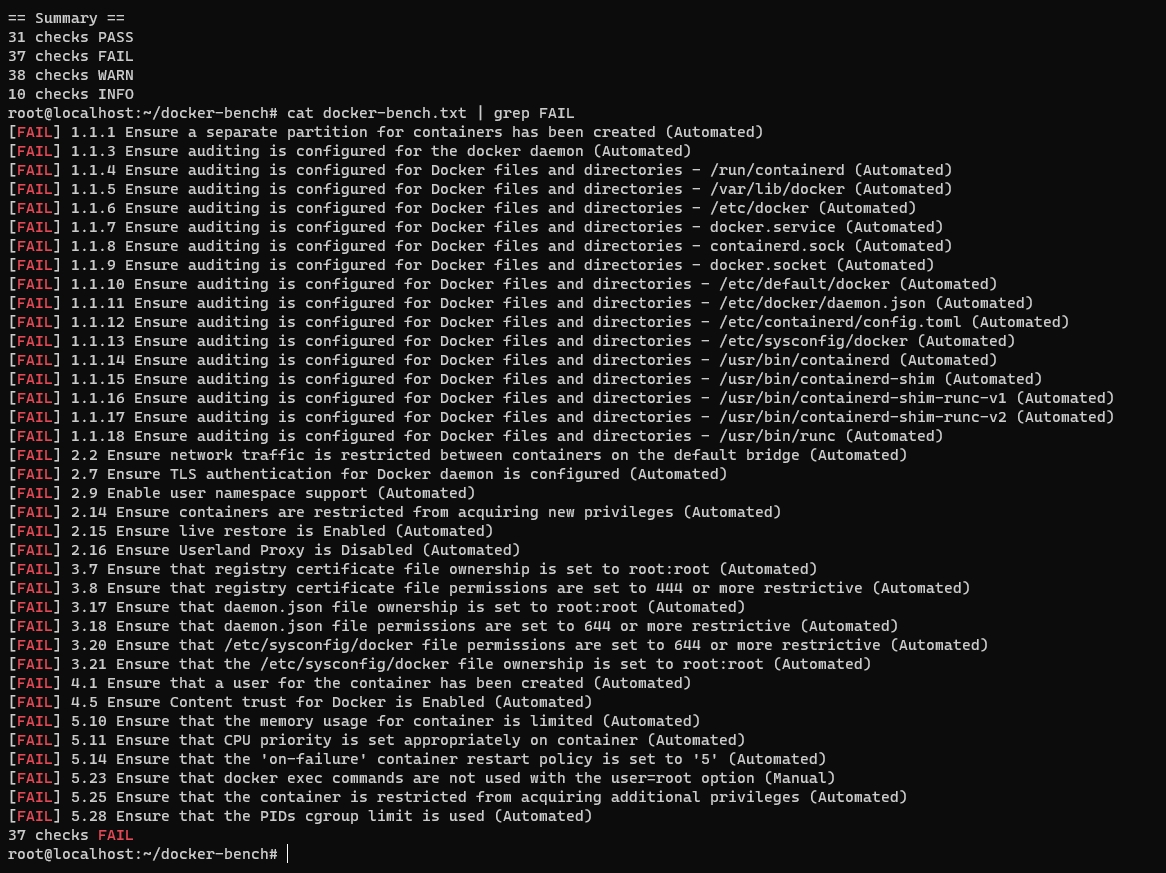 == Summary ==
31 checks PASS
37 checks FAIL
38 checks WARN
10 checks INFO
root@localhost:~/docker-bench# cat docker-bench.txt | grep FAIL
[FAIL] 1.1.1 Ensure a separate partition for containers has been created (Automated)
[FAIL] 1.1.3 Ensure auditing is configured for the docker daemon (Automated)
[FAIL] 1.1.4 Ensure auditing is configured for Docker files and directories - /run/containerd (Automated)
[FAIL] 1.1.5 Ensure auditing is configured for Docker files and directories - /var/lib/docker (Automated)
[FAIL] 1.1.6 Ensure auditing is configured for Docker files and directories - /etc/docker (Automated)
[FAIL] 1.1.7 Ensure auditing is configured for Docker files and directories - docker.service (Automated)
[FAIL] 1.1.8 Ensure auditing is configured for Docker files and directories - containerd.sock (Automated)
[FAIL] 1.1.9 Ensure auditing is configured for Docker files and directories - docker.socket (Automated)
[FAIL] 1.1.10 Ensure auditing is configured for Docker files and directories - /etc/default/docker (Automated)
[FAIL] 1.1.11 Ensure auditing is configured for Docker files and directories - /etc/docker/daemon.json (Automated)
[FAIL] 1.1.12 Ensure auditing is configured for Docker files and directories - /etc/containerd/config.toml (Automated)
[FAIL] 1.1.13 Ensure auditing is configured for Docker files and directories - /etc/sysconfig/docker (Automated)
[FAIL] 1.1.14 Ensure auditing is configured for Docker files and directories - /usr/bin/containerd (Automated)
[FAIL] 1.1.15 Ensure auditing is configured for Docker files and directories - /usr/bin/containerd-shim (Automated)
[FAIL] 1.1.16 Ensure auditing is configured for Docker files and directories - /usr/bin/containerd-shim-runc-v1 (Automated)
[FAIL] 1.1.17 Ensure auditing is configured for Docker files and directories - /usr/bin/containerd-shim-runc-v2 (Automated)
[FAIL] 1.1.18 Ensure auditing is configured for Docker files and directories - /usr/bin/runc (Automated)
[FAIL] 2.2 Ensure network traffic is restricted between containers on the default bridge (Automated)
[FAIL] 2.7 Ensure TLS authentication for Docker daemon is configured (Automated)
[FAIL] 2.9 Enable user namespace support (Automated)
[FAIL] 2.14 Ensure containers are restricted from acquiring new privileges (Automated)
[FAIL] 2.15 Ensure live restore is Enabled (Automated)
[FAIL] 2.16 Ensure Userland Proxy is Disabled (Automated)
[FAIL] 3.7 Ensure that registry certificate file ownership is set to root:root (Automated)
[FAIL] 3.8 Ensure that registry certificate file permissions are set to 444 or more restrictive (Automated)
[FAIL] 3.17 Ensure that daemon.json file ownership is set to root:root (Automated)
[FAIL] 3.18 Ensure that daemon.json file permissions are set to 644 or more restrictive (Automated)
[FAIL] 3.20 Ensure that /etc/sysconfig/docker file permissions are set to 644 or more restrictive (Automated)
[FAIL] 3.21 Ensure that the /etc/sysconfig/docker file ownership is set to root:root (Automated)
[FAIL] 4.1 Ensure that a user for the container has been created (Automated)
[FAIL] 4.5 Ensure Content trust for Docker is Enabled (Automated)
[FAIL] 5.10 Ensure that the memory usage for container is limited (Automated)
[FAIL] 5.11 Ensure that CPU priority is set appropriately on container (Automated)
[FAIL] 5.14 Ensure that the 'on-failure' container restart policy is set to '5' (Automated)
[FAIL] 5.23 Ensure that docker exec commands are not used with the user=root option (Manual)
[FAIL] 5.25 Ensure that the container is restricted from acquiring additional privileges (Automated)
[FAIL] 5.28 Ensure that the PIDs cgroup limit is used (Automated)
37 checks FAIL
root@localhost:~/docker-bench#